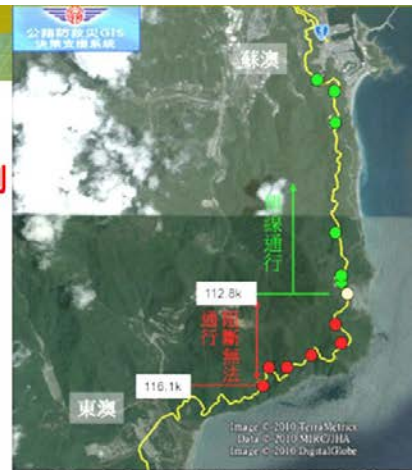 公路防救災GIS
決策支援系統
蘇澳
單線通行
112.8k
阻斷無法
通行
116.1k
東澳
Image © 2010 TerraMetrics
Data © 2010 MIRC/JHA
Image © 2010 DigitalGlobe